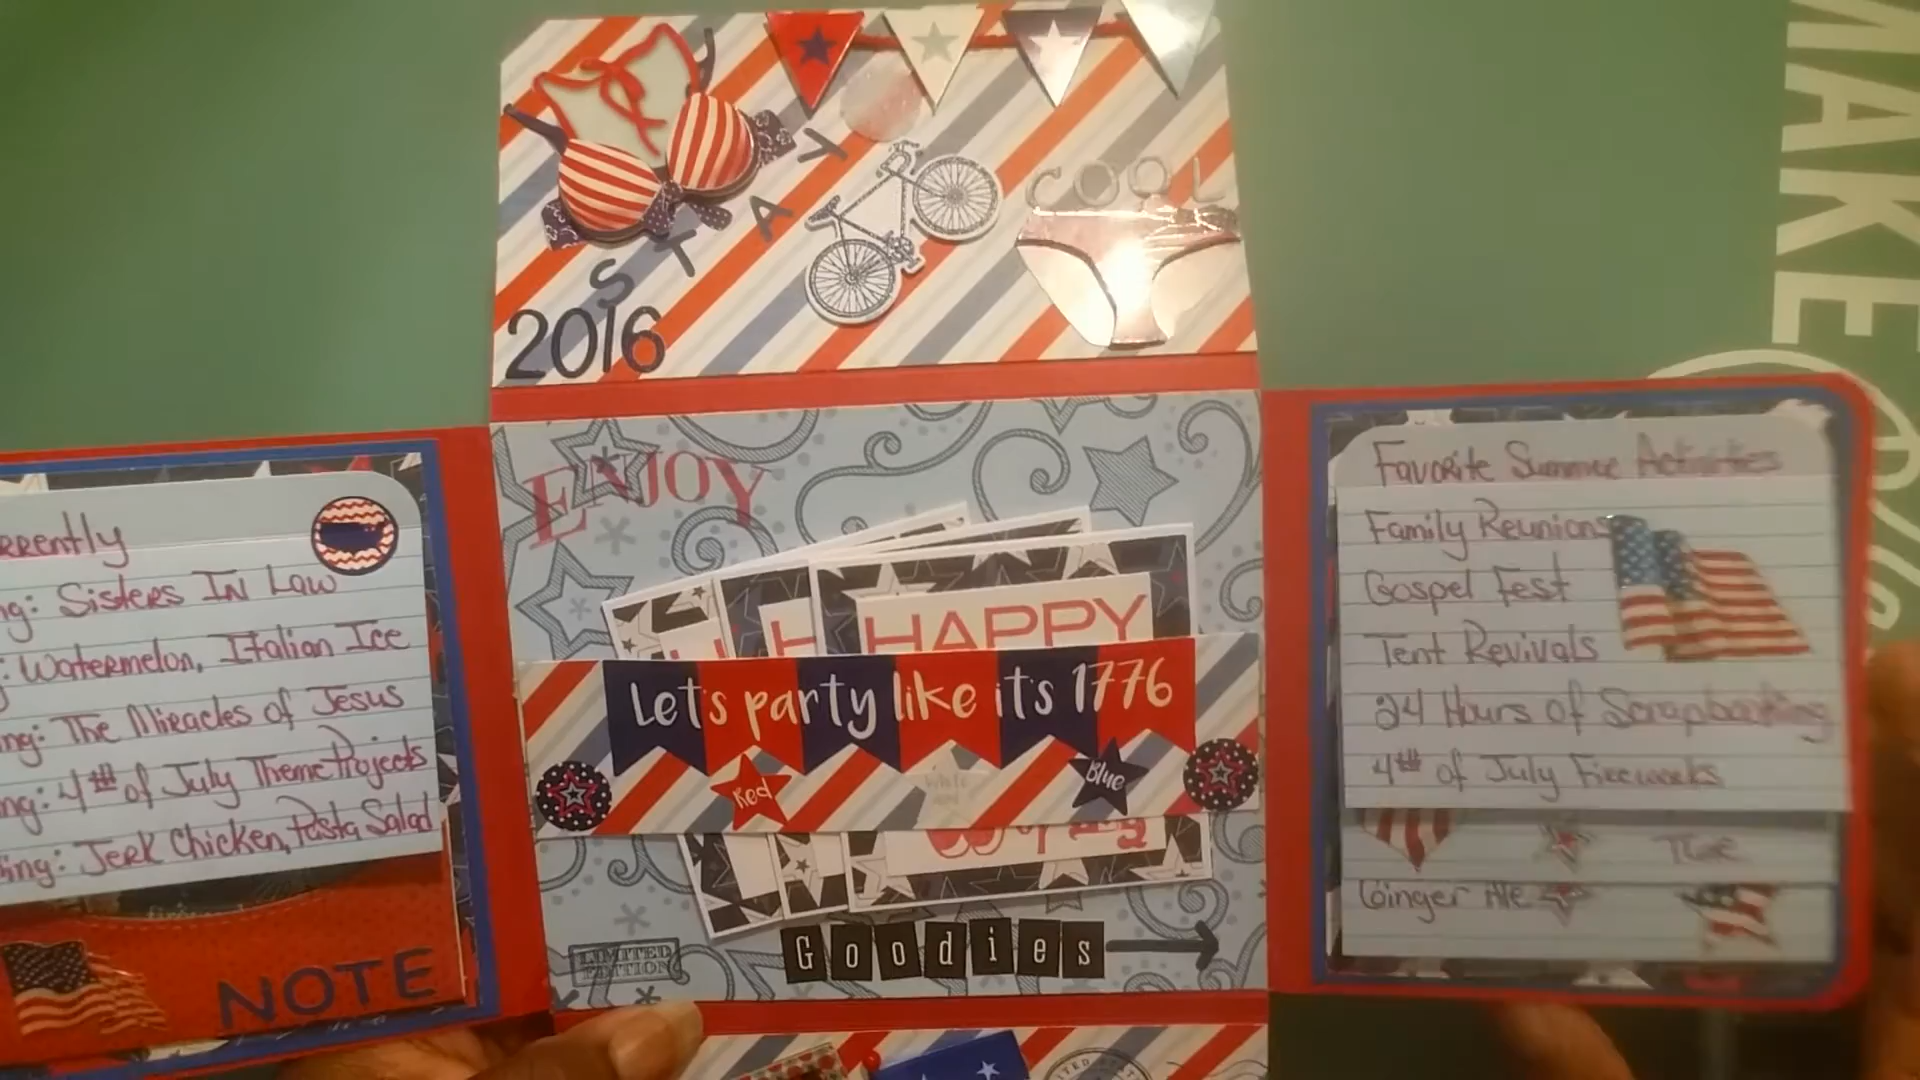 STAY
COOL
2016
MAKE
rrently
ng: Sisters In Law
: Watermelon, Italian Ice
ng: The Miracles of Jesus
ng: 4th of July Theme Projects
ing: Jerk Chicken, Pasta Salad
NOTE
ENJOY
HAPPY
Let's party like it's 1776
Red
White
and
Blue
LIMITED
EDITION
Goodies
Favorite Summer Activities
Family Reunions
Gospel Fest
Tent Revivals
24 Hours of Scrapbooking
4th of July Fireworks
Ginger Ale